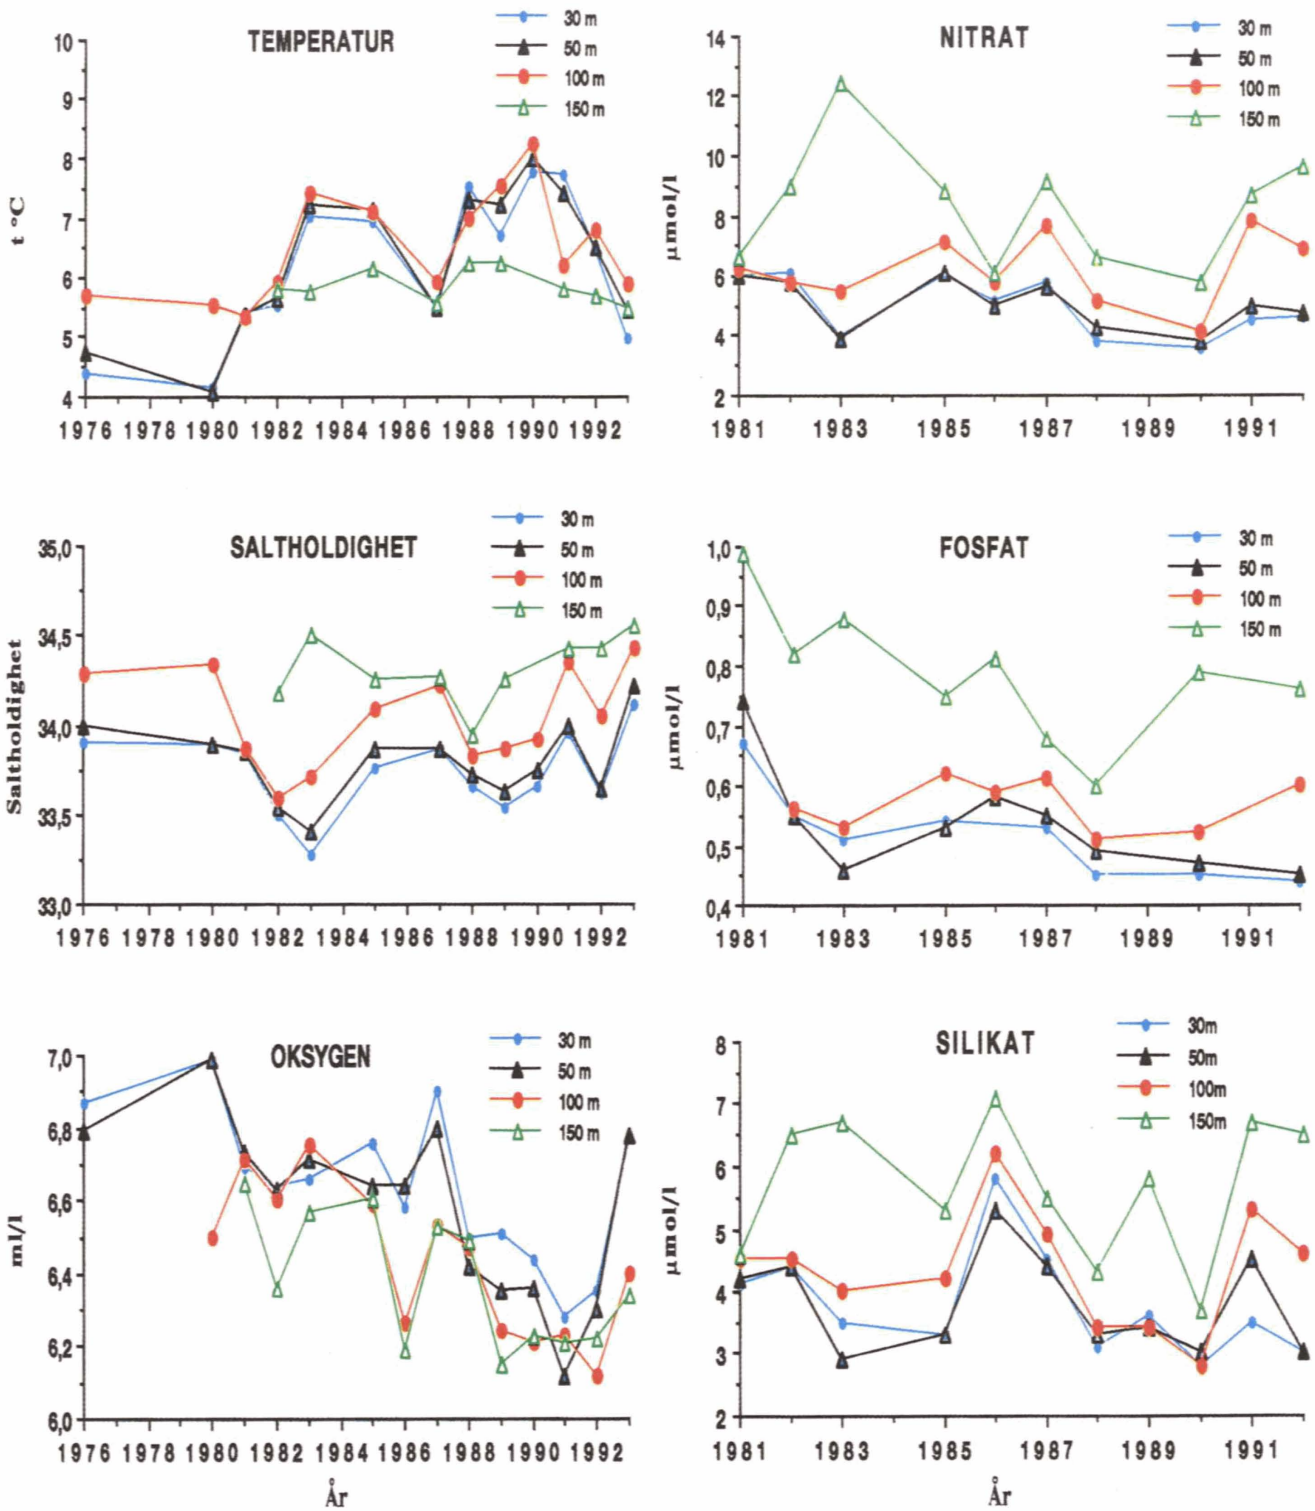 TEMPERATUR
30 m
50 m
100 m
150 m
t °C
10
9
8
7
6
5
4
1976 1978 1980 1982 1984 1986 1988 1990 1992
NITRAT
30 m
50 m
100 m
150 m
µmol/l
14
12
10
8
6
4
2
1981 1983 1985 1987 1989 1991
SALTHOLDIGHET
30 m
50 m
100 m
150 m
Saltholdighet
35,0
34,5
34,0
33,5
33,0
1976 1978 1980 1982 1984 1986 1988 1990 1992
FOSFAT
30 m
50 m
100 m
150 m
µmol/l
1,0
0,9
0,8
0,7
0,6
0,5
0,4
1981 1983 1985 1987 1989 1991
OKSYGEN
30 m
50 m
100 m
150 m
ml/l
7,0
6,8
6,6
6,4
6,2
6,0
1976 1978 1980 1982 1984 1986 1988 1990 1992
År
SILIKAT
30m
50m
100m
150m
µmol/l
8
7
6
5
4
3
2
1981 1983 1985 1987 1989 1991
År